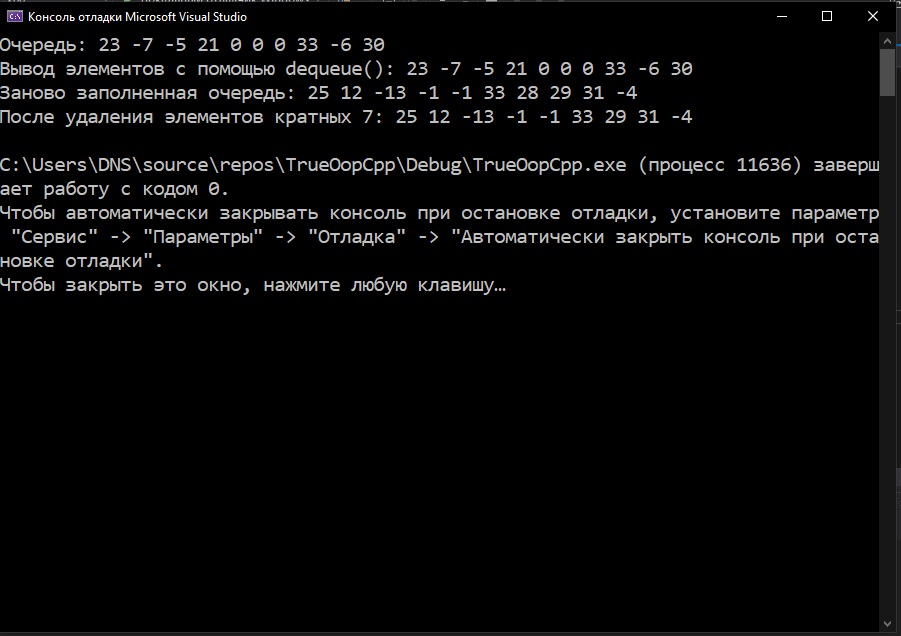 Консоль отладки Microsoft Visual Studio
Очередь: 23 -7 -5 21 0 0 0 33 -6 30
Вывод элементов с помощью dequeue(): 23 -7 -5 21 0 0 0 33 -6 30
Заново заполненная очередь: 25 12 -13 -1 -1 33 28 29 31 -4
После удаления элементов кратных 7: 25 12 -13 -1 -1 33 29 31 -4
C:\Users\DNS\source\repos\TrueOopCpp\Debug\TrueOopCpp.exe (процесс 11636) заверш
ает работу с кодом 0.
Чтобы автоматически закрывать консоль при остановке отладки, установите параметр
"Сервис" -> "Параметры" -> "Отладка" -> "Автоматически закрыть консоль при оста
новке отладки".
Чтобы закрыть это окно, нажмите любую клавишу…